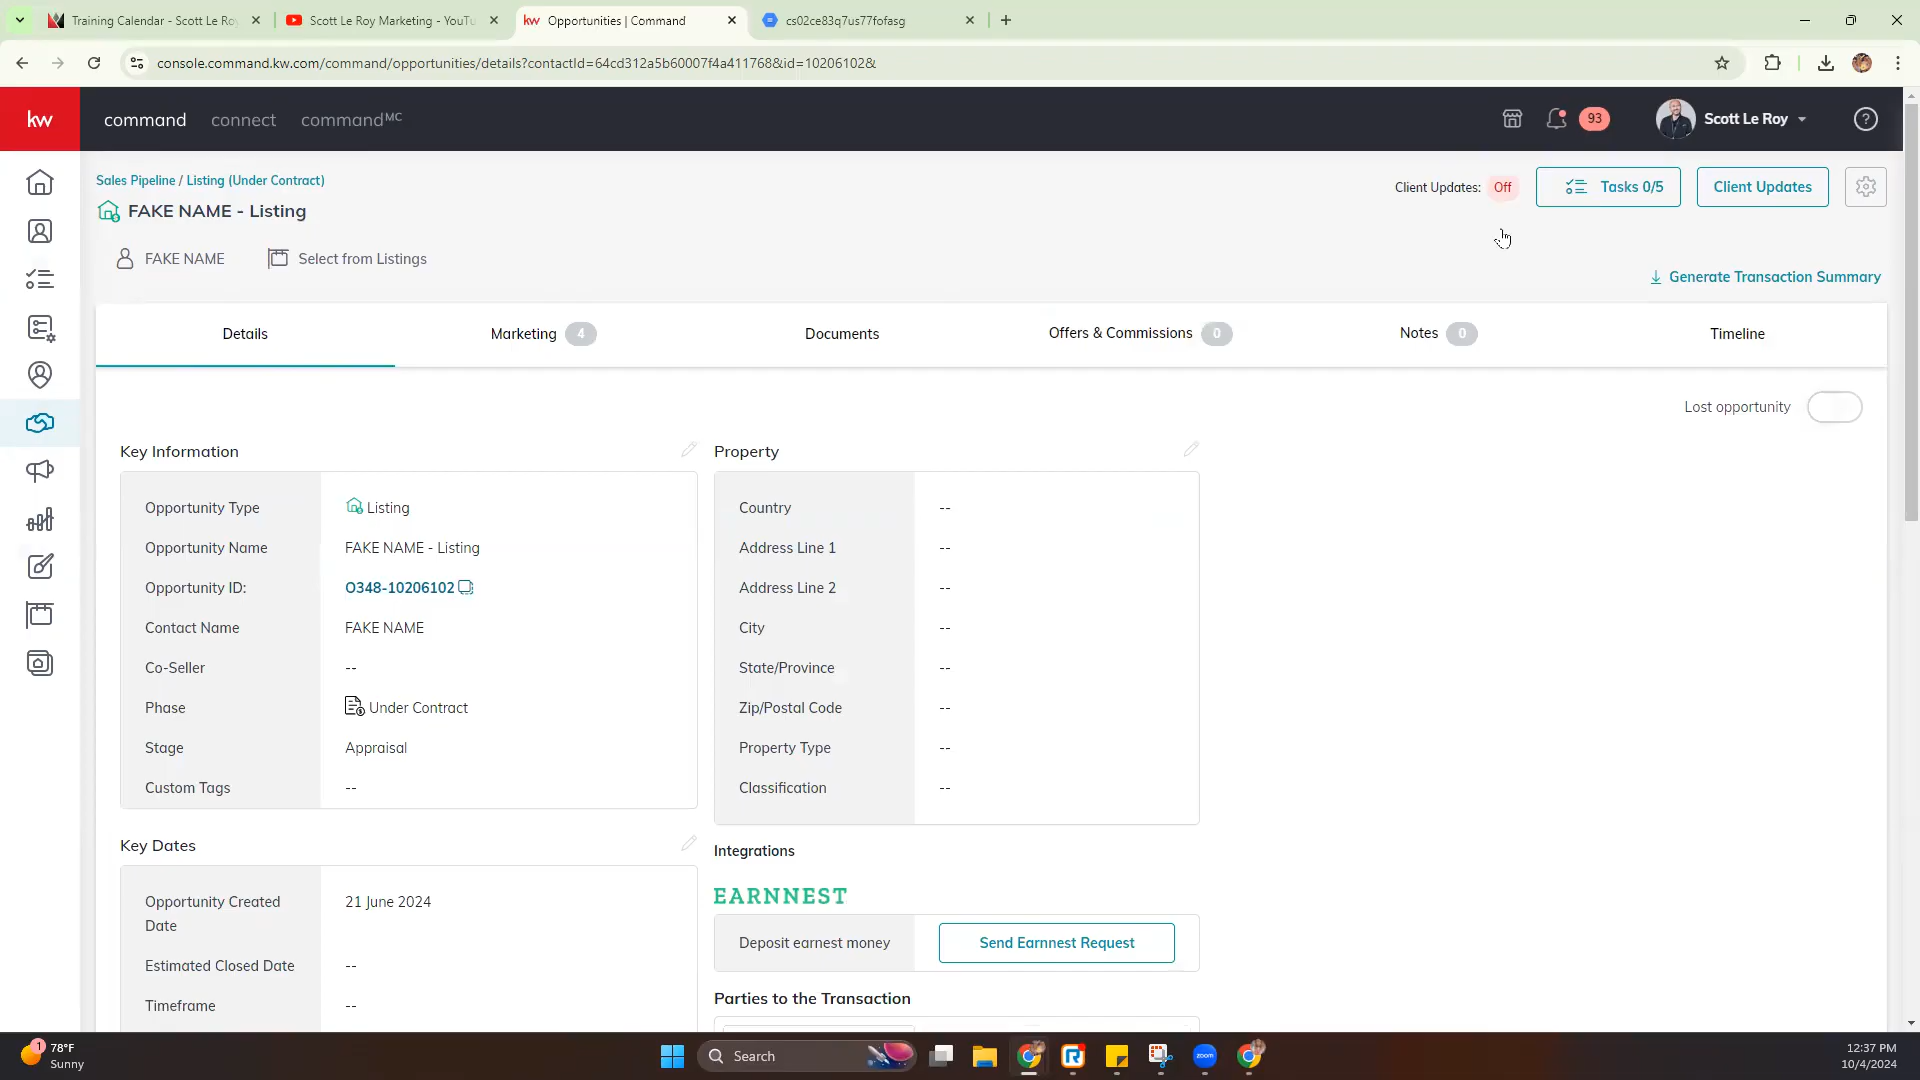 Training Calendar - Scott Le Ro
Scott Le Roy Marketing - YouTu
kw Opportunities | Command
cs02ce83q7us77fofasg
console.command.kw.com/command/opportunities/details?contactId=64cd312a5b60007f4a411768&id=10206102&
kw
command
connect
commandMC
93
Scott Le Roy
Sales Pipeline / Listing (Under Contract)
Client Updates: Off
Tasks 0/5
Client Updates
FAKE NAME - Listing
FAKE NAME
Select from Listings
Generate Transaction Summary
Details
Marketing 4
Documents
Offers & Commissions 0
Notes 0
Timeline
Lost opportunity
Key Information
Opportunity Type Listing
Opportunity Name FAKE NAME - Listing
Opportunity ID: O348-10206102
Contact Name FAKE NAME
Co-Seller --
Phase Under Contract
Stage Appraisal
Custom Tags --
Property
Country --
Address Line 1 --
Address Line 2 --
City --
State/Province --
Zip/Postal Code --
Property Type --
Classification --
Key Dates
Opportunity Created
Date
21 June 2024
Estimated Closed Date --
Timeframe --
Integrations
EARNNEST
Deposit earnest money
Send Earnnest Request
Parties to the Transaction
1
78°F
Sunny
Search
zoom
12:37 PM
10/4/2024